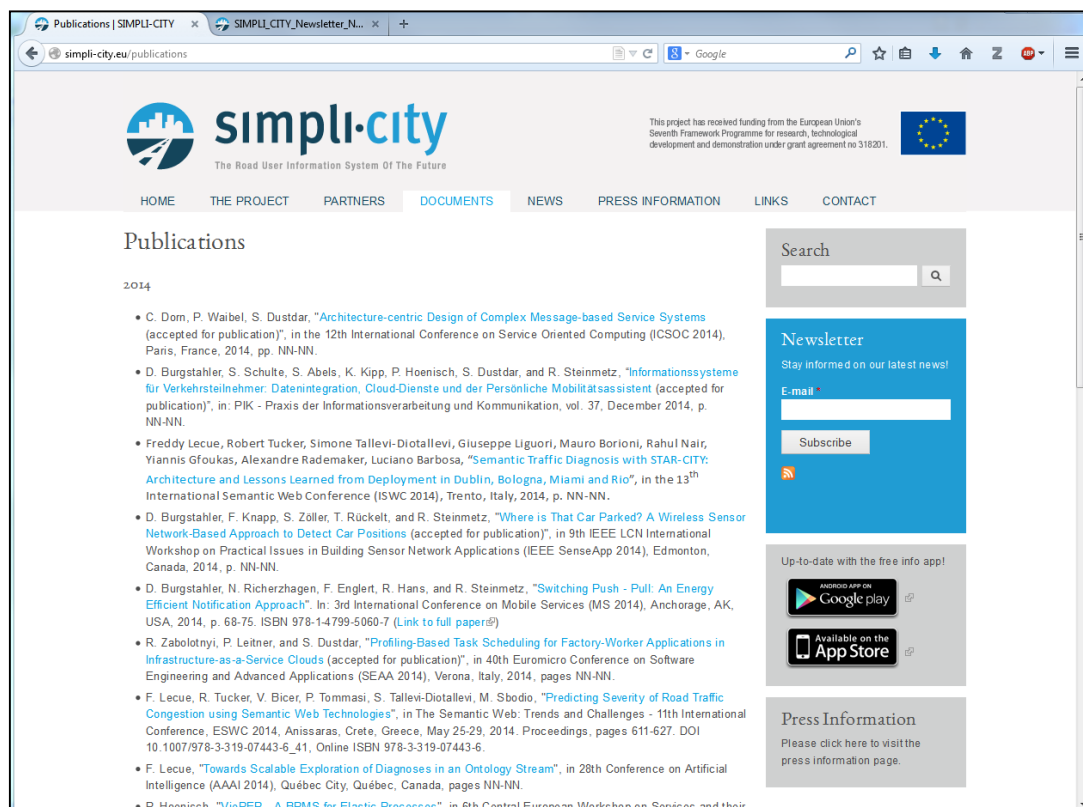 Publications | SIMPLI-CITY
SIMPLI_CITY_Newsletter_N...
simpli-city.eu/publications
Google
ABP
simpli·city
The Road User Information System Of The Future
This project has received funding from the European Union's
Seventh Framework Programme for research, technological
development and demonstration under grant agreement no 318201.
HOME THE PROJECT PARTNERS DOCUMENTS NEWS PRESS INFORMATION LINKS CONTACT
Publications
2014
• C. Dorn, P. Waibel, S. Dustdar, "Architecture-centric Design of Complex Message-based Service Systems
(accepted for publication)", in the 12th International Conference on Service Oriented Computing (ICSOC 2014),
Paris, France, 2014, pp. NN-NN.
• D. Burgstahler, S. Schulte, S. Abels, K. Kipp, P. Hoenisch, S. Dustdar, and R. Steinmetz, "Informationssysteme
für Verkehrsteilnehmer: Datenintegration, Cloud-Dienste und der Persönliche Mobilitätsassistent (accepted for
publication)", in: PIK - Praxis der Informationsverarbeitung und Kommunikation, vol. 37, December 2014, p.
NN-NN.
• Freddy Lecue, Robert Tucker, Simone Tallevi-Diotallevi, Giuseppe Liguori, Mauro Borioni, Rahul Nair,
Yiannis Gfoukas, Alexandre Rademaker, Luciano Barbosa, "Semantic Traffic Diagnosis with STAR-CITY:
Architecture and Lessons Learned from Deployment in Dublin, Bologna, Miami and Rio", in the 13th
International Semantic Web Conference (ISWC 2014), Trento, Italy, 2014, p. NN-NN.
• D. Burgstahler, F. Knapp, S. Zöller, T. Rückelt, and R. Steinmetz, "Where is That Car Parked? A Wireless Sensor
Network-Based Approach to Detect Car Positions (accepted for publication)", in 9th IEEE LCN International
Workshop on Practical Issues in Building Sensor Network Applications (IEEE SenseApp 2014), Edmonton,
Canada, 2014, p. NN-NN.
• D. Burgstahler, N. Richerzhagen, F. Englert, R. Hans, and R. Steinmetz, "Switching Push - Pull: An Energy
Efficient Notification Approach". In: 3rd International Conference on Mobile Services (MS 2014), Anchorage, AK,
USA, 2014, p. 68-75. ISBN 978-1-4799-5060-7 (Link to full paper)
• R. Zabolotnyi, P. Leitner, and S. Dustdar, "Profiling-Based Task Scheduling for Factory-Worker Applications in
Infrastructure-as-a-Service Clouds (accepted for publication)", in 40th Euromicro Conference on Software
Engineering and Advanced Applications (SEAA 2014), Verona, Italy, 2014, pages NN-NN.
• F. Lecue, R. Tucker, V. Bicer, P. Tommasi, S. Tallevi-Diotallevi, M. Sbodio, "Predicting Severity of Road Traffic
Congestion using Semantic Web Technologies", in The Semantic Web: Trends and Challenges - 11th International
Conference, ESWC 2014, Anissaras, Crete, Greece, May 25-29, 2014. Proceedings, pages 611-627. DOI
10.1007/978-3-319-07443-6_41, Online ISBN 978-3-319-07443-6.
• F. Lecue, "Towards Scalable Exploration of Diagnoses in an Ontology Stream", in 28th Conference on Artificial
Intelligence (AAAI 2014), Québec City, Québec, Canada, pages NN-NN.
• P. Hoenisch, "ViePEP - A BPMS for Elastic Processes", in 6th Central European Workshop on Services and their
Search
Newsletter
Stay informed on our latest news!
E-mail *
Subscribe
Up-to-date with the free info app!
ANDROID APP ON
Google play
Available on the
App Store
Press Information
Please click here to visit the
press information page.